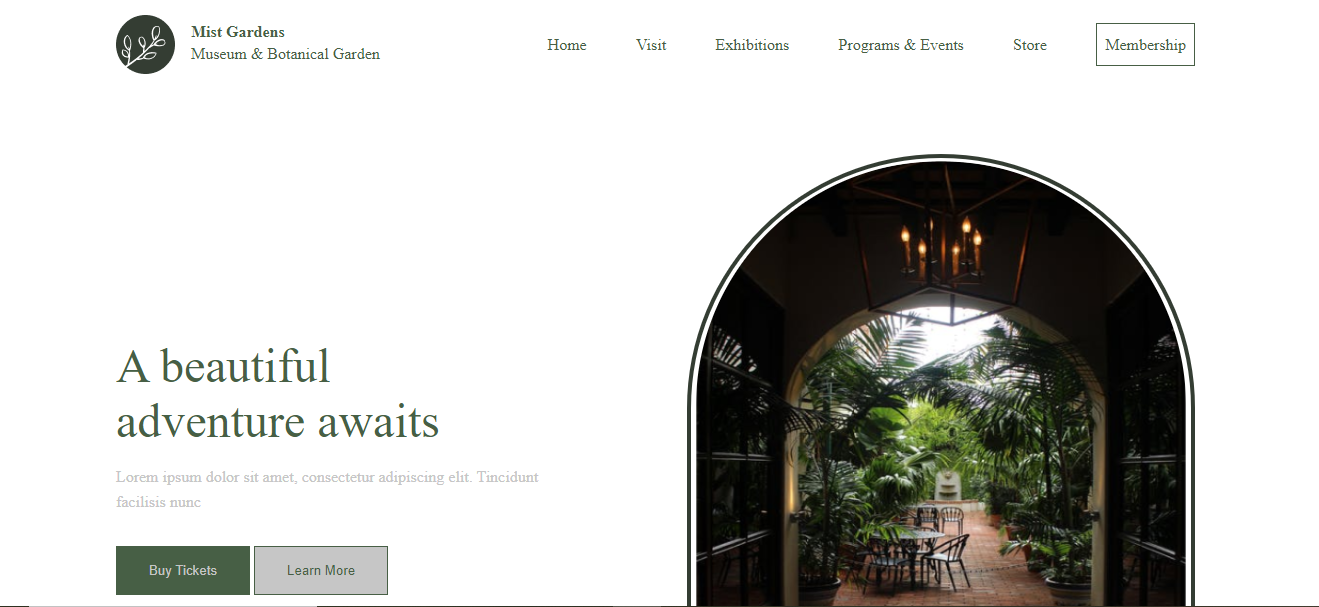 Mist Gardens
Museum & Botanical Garden
Home Visit Exhibitions Programs & Events Store Membership
A beautiful
adventure awaits
Lorem ipsum dolor sit amet, consectetur adipiscing elit. Tincidunt
facilisis nunc
Buy Tickets Learn More